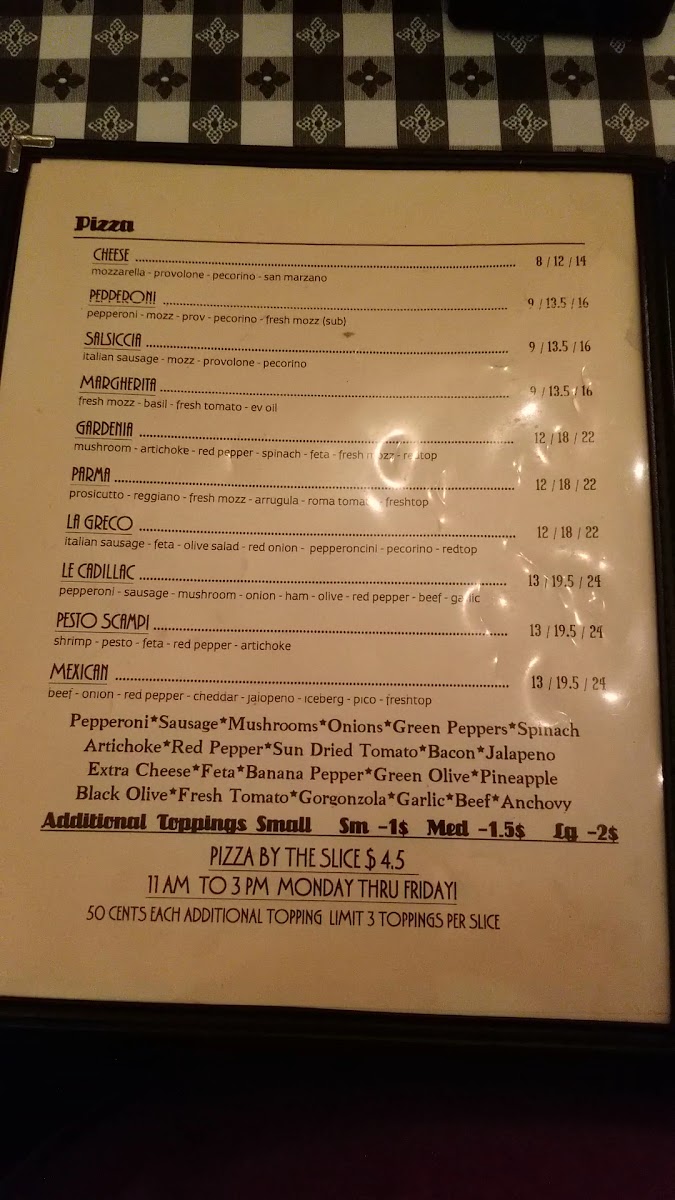 Pizza
CHEESE 8 / 12 / 14
mozzarella - provolone - pecorino - san marzano
PEPPERONI 9 / 13.5 / 16
pepperoni - mozz - prov - pecorino - fresh mozz (sub)
SALSICCIA 9 / 13.5 / 16
italian sausage - mozz - provolone - pecorino
MARGHERITA 9 / 13.5 / 16
fresh mozz - basil - fresh tomato - ev oil
GARDENIA 12 / 18 / 22
mushroom - artichoke - red pepper - spinach - feta - fresh mozz - redtop
PARMA 12 / 18 / 22
prosicutto - reggiano - fresh mozz - arrugula - roma tomato - freshtop
LA GRECO 12 / 18 / 22
italian sausage - feta - olive salad - red onion - pepperoncini - pecorino - redtop
LE CADILLAC 13 / 19.5 / 24
pepperoni - sausage - mushroom - onion - ham - olive - red pepper - beef - garlic
PESTO SCAMPI 13 / 19.5 / 24
shrimp - pesto - feta - red pepper - artichoke
MEXICAN 13 / 19.5 / 24
beef - onion - red pepper - cheddar - jalopeno - iceberg - pico - freshtop
Pepperoni*Sausage*Mushrooms*Onions*Green Peppers*Spinach
Artichoke*Red Pepper*Sun Dried Tomato*Bacon*Jalapeno
Extra Cheese*Feta*Banana Pepper*Green Olive*Pineapple
Black Olive*Fresh Tomato*Gorgonzola*Garlic*Beef*Anchovy
Additional Toppings Small Sm -1$ Med -1.5$ Lg -2$
PIZZA BY THE SLICE $ 4.5
11 AM TO 3 PM MONDAY THRU FRIDAY!
50 CENTS EACH ADDITIONAL TOPPING LIMIT 3 TOPPINGS PER SLICE